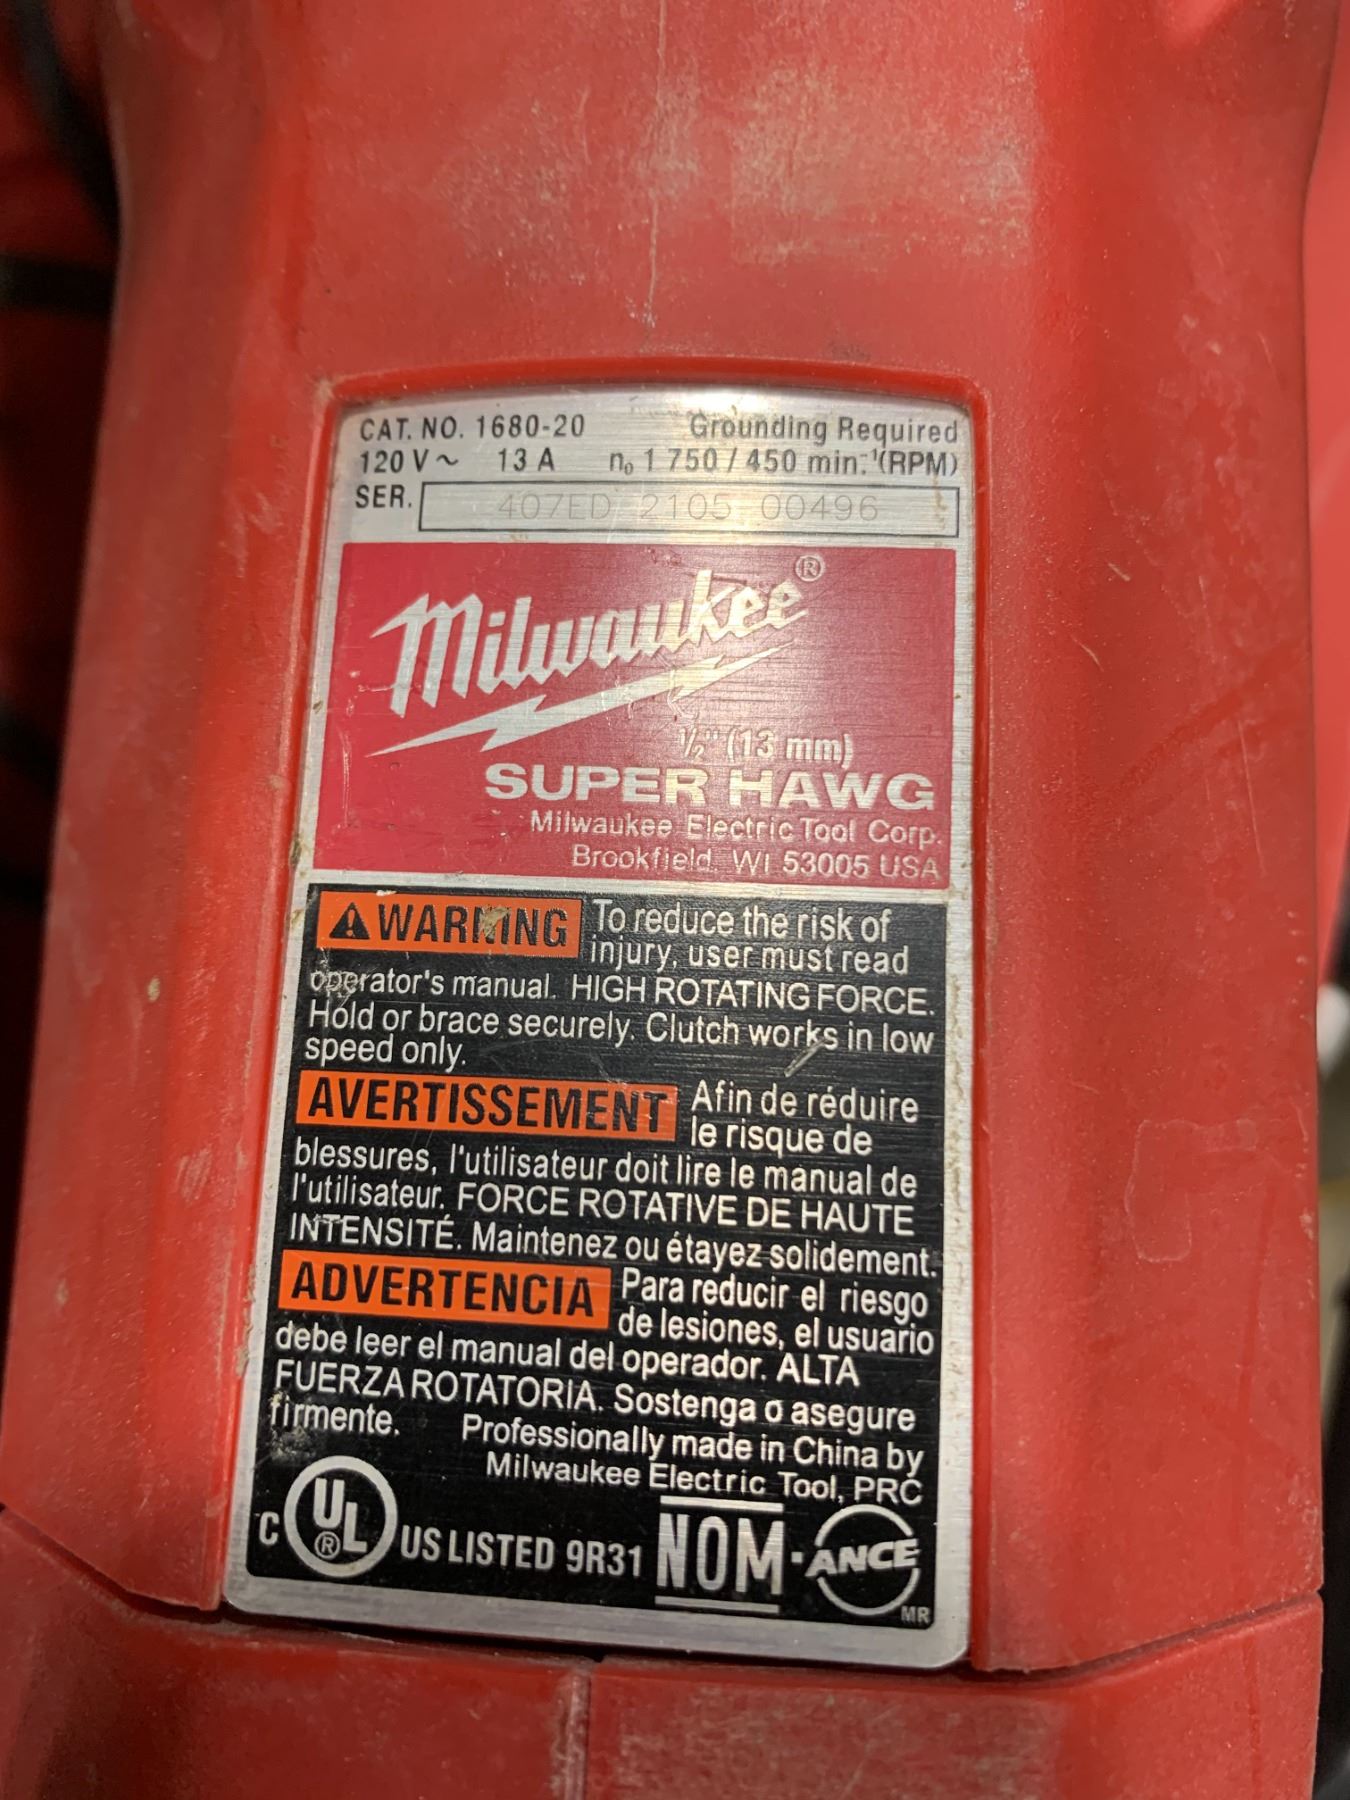 CAT. NO. 1680-20 Grounding Required
120 V ~ 13 A n₀ 1 750 / 450 min.⁻¹(RPM)
SER. 407ED 2105 00496
Milwaukee®
1/2" (13 mm)
SUPER HAWG
Milwaukee Electric Tool Corp.
Brookfield, WI 53005 USA
⚠WARNING To reduce the risk of
injury, user must read
operator's manual. HIGH ROTATING FORCE.
Hold or brace securely. Clutch works in low
speed only.
AVERTISSEMENT Afin de réduire
le risque de
blessures, l'utilisateur doit lire le manual de
l'utilisateur. FORCE ROTATIVE DE HAUTE
INTENSITÉ. Maintenez ou étayez solidement.
ADVERTENCIA Para reducir el riesgo
de lesiones, el usuario
debe leer el manual del operador. ALTA
FUERZA ROTATORIA. Sostenga o asegure
firmente. Professionally made in China by
Milwaukee Electric Tool, PRC
C UL® US LISTED 9R31 NOM-ANCE
MR